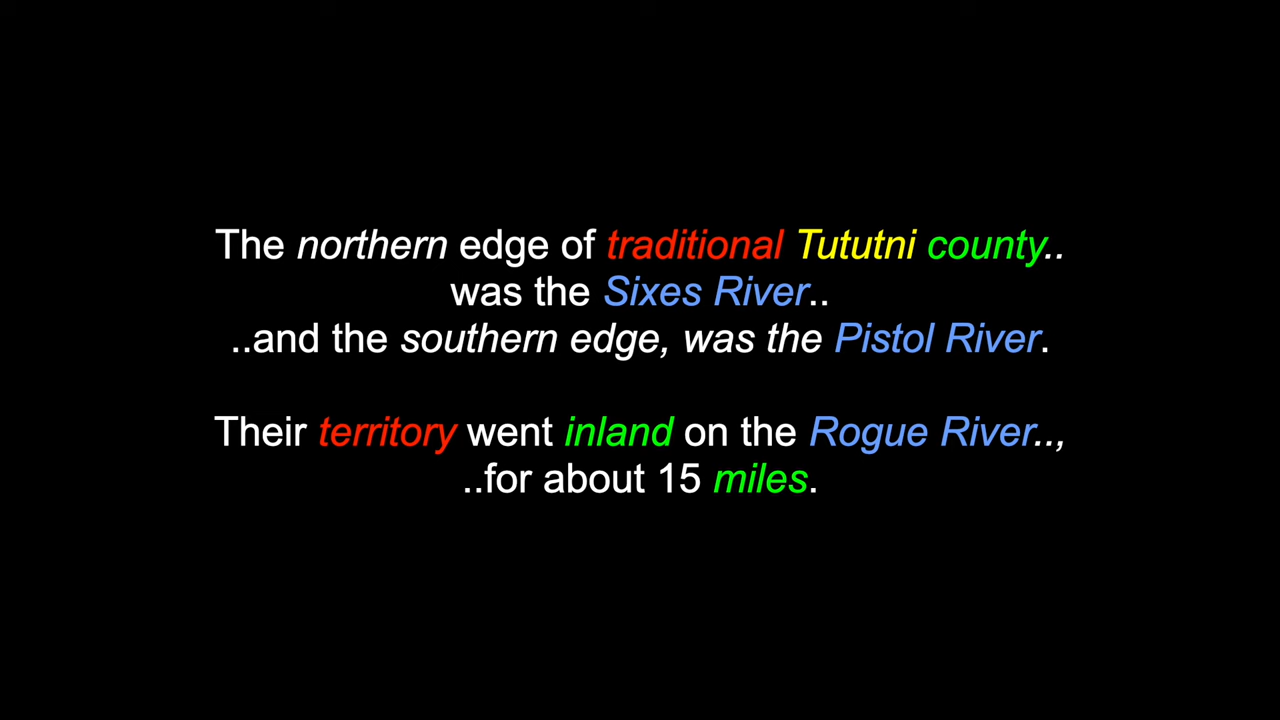 The northern edge of traditional Tututni county..
was the Sixes River..
..and the southern edge, was the Pistol River.
Their territory went inland on the Rogue River..,
..for about 15 miles.